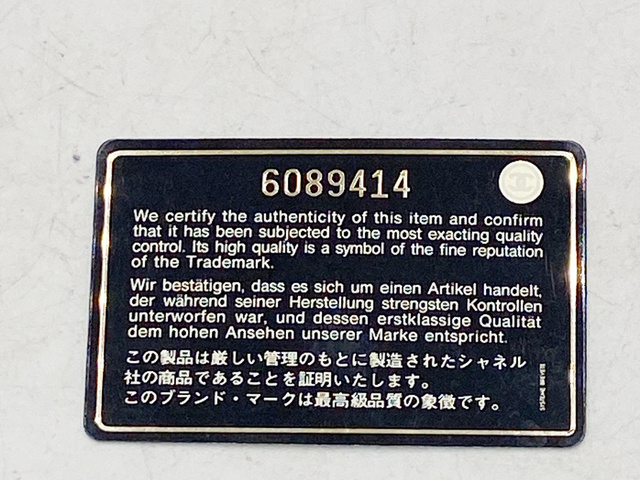 6089414
We certify the authenticity of this item and confirm
that it has been subjected to the most exacting quality
control. Its high quality is a symbol of the fine reputation
of the Trademark.
Wir bestätigen, dass es sich um einen Artikel handelt,
der während seiner Herstellung strengsten Kontrollen
unterworfen war, und dessen erstklassige Qualität
dem hohen Ansehen unserer Marke entspricht.
この製品は厳しい管理のもとに製造されたシャネル
社の商品であることを証明いたします。
このブランド・マークは最高級品質の象徴です。
SYSTEME BREVETE